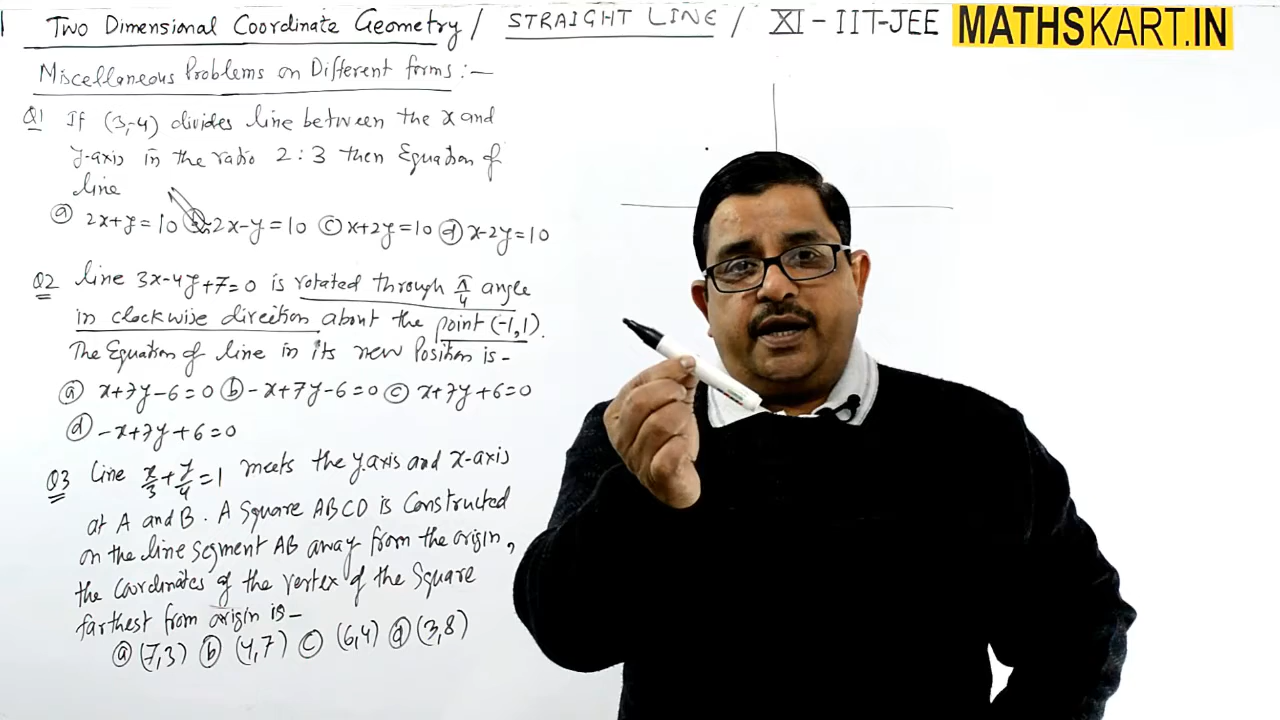 Two Dimensional Coordinate Geometry / STRAIGHT LINE / XI - IIT-JEE
MATHSKART.IN
Miscellaneous Problems on Different forms :-
Q1 If (3,-4) divides line between the x and
y-axis in the ratio 2:3 then Equation of
line
(a) 2x+y=10 (b) 2x-y=10 (c) x+2y=10 (d) x-2y=10
Q2 line 3x-4y+7=0 is rotated through π/4 angle
in clockwise direction about the point (-1,1).
The Equation of line in its new Position is -
(a) x+7y-6=0 (b) -x+7y-6=0 (c) x+7y+6=0
(d) -x+7y+6=0
Q3 Line x/3+y/4=1 meets the y-axis and x-axis
at A and B. A Square ABCD is Constructed
on the line segment AB away from the origin,
the coordinates of the vertex of the Square
farthest from origin is -
(a) (7,3) (b) (4,7) (c) (6,4) (d) (3,8)